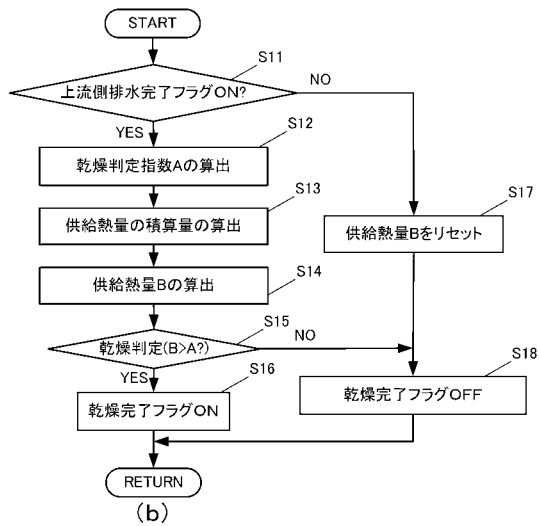 START
S11
上流側排水完了フラグON?
NO
YES
S12
乾燥判定指数Aの算出
S13
供給熱量の積算量の算出
S17
供給熱量Bをリセット
S14
供給熱量Bの算出
S15
乾燥判定(B>A?)
NO
YES
S16
乾燥完了フラグON
S18
乾燥完了フラグOFF
RETURN
(b)